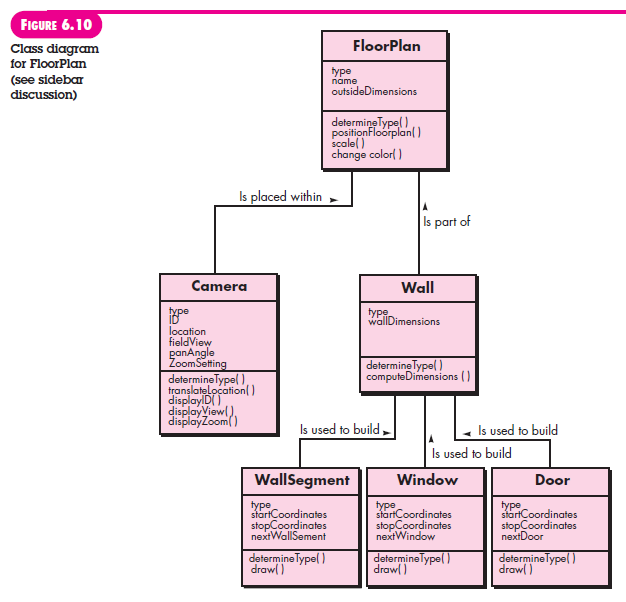 FIGURE 6.10
Class diagram
for FloorPlan
(see sidebar
discussion)
FloorPlan
type
name
outsideDimensions
determineType( )
positionFloorplan( )
scale( )
change color( )
Is placed within
Is part of
Camera
type
ID
location
fieldView
panAngle
ZoomSetting
determineType( )
translateLocation( )
displayID( )
displayView( )
displayZoom( )
Wall
type
wallDimensions
determineType( )
computeDimensions ( )
Is used to build
Is used to build
Is used to build
WallSegment
type
startCoordinates
stopCoordinates
nextWallSement
determineType( )
draw( )
Window
type
startCoordinates
stopCoordinates
nextWindow
determineType( )
draw( )
Door
type
startCoordinates
stopCoordinates
nextDoor
determineType( )
draw( )